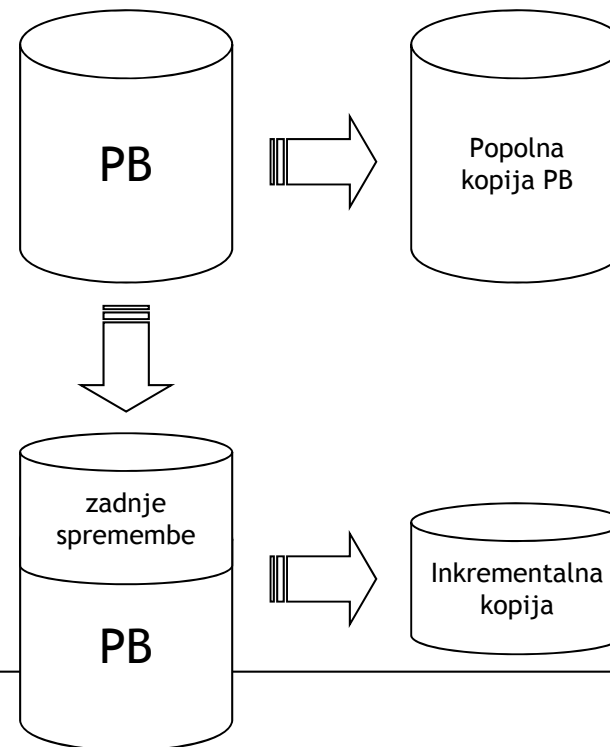 PB
Popolna
kopija PB
zadnje
spremembe
Inkrementalna
kopija
PB